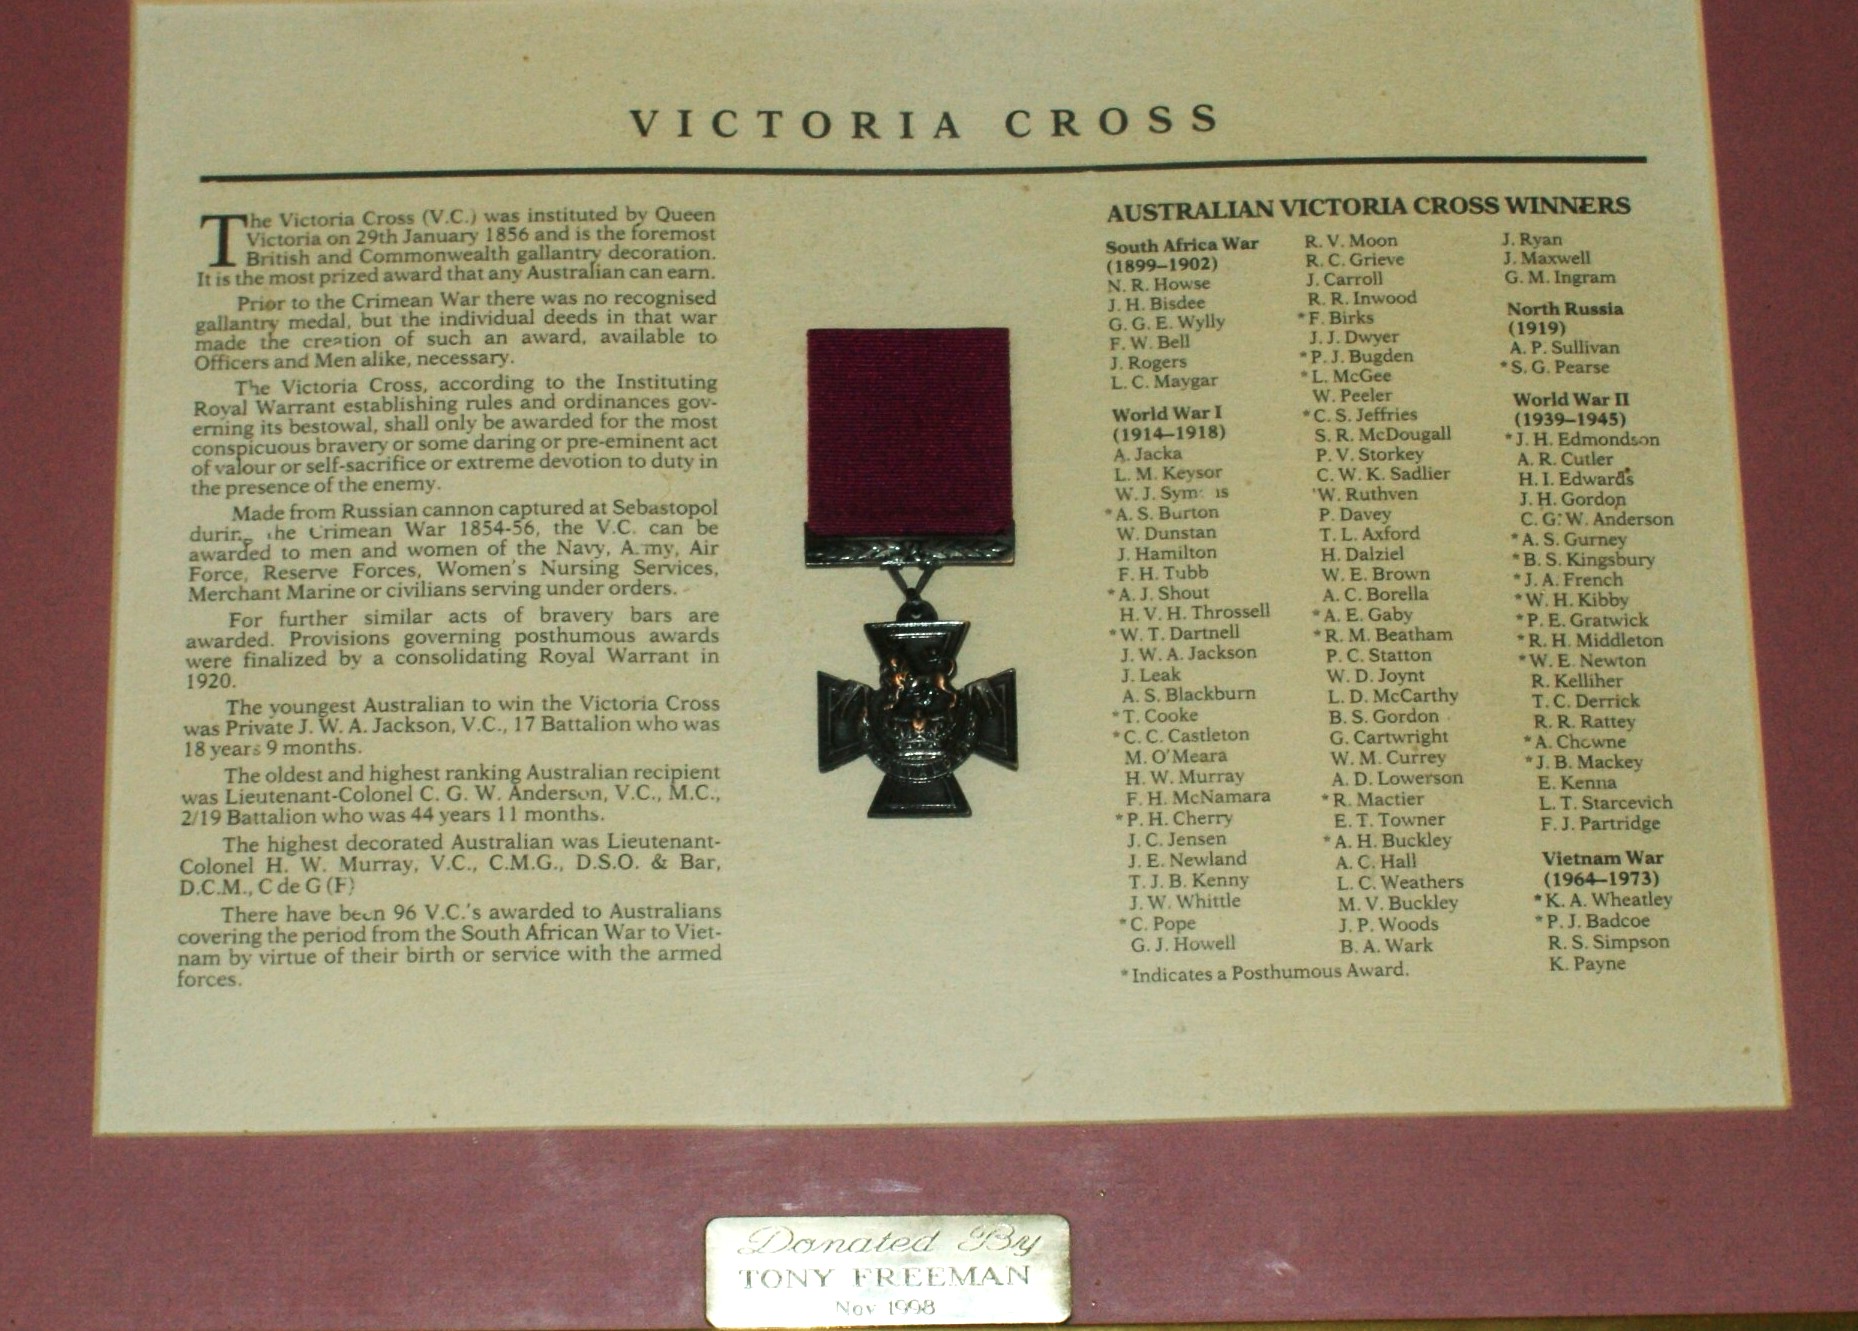 VICTORIA CROSS
The Victoria Cross (V.C.) was instituted by Queen
Victoria on 29th January 1856 and is the foremost
British and Commonwealth gallantry decoration.
It is the most prized award that any Australian can earn.
Prior to the Crimean War there was no recognised
gallantry medal, but the individual deeds in that war
made the creation of such an award, available to
Officers and Men alike, necessary.
The Victoria Cross, according to the Instituting
Royal Warrant establishing rules and ordinances gov-
erning its bestowal, shall only be awarded for the most
conspicuous bravery or some daring or pre-eminent act
of valour or self-sacrifice or extreme devotion to duty in
the presence of the enemy.
Made from Russian cannon captured at Sebastopol
during the Crimean War 1854-56, the V.C. can be
awarded to men and women of the Navy, Army, Air
Force, Reserve Forces, Women's Nursing Services,
Merchant Marine or civilians serving under orders.
For further similar acts of bravery bars are
awarded. Provisions governing posthumous awards
were finalized by a consolidating Royal Warrant in
1920.
The youngest Australian to win the Victoria Cross
was Private J. W. A. Jackson, V.C., 17 Battalion who was
18 years 9 months.
The oldest and highest ranking Australian recipient
was Lieutenant-Colonel C. G. W. Anderson, V.C., M.C.,
2/19 Battalion who was 44 years 11 months.
The highest decorated Australian was Lieutenant-
Colonel H. W. Murray, V.C., C.M.G., D.S.O. & Bar,
D.C.M., C de G (F)
There have been 96 V.C.'s awarded to Australians
covering the period from the South African War to Viet-
nam by virtue of their birth or service with the armed
forces.
AUSTRALIAN VICTORIA CROSS WINNERS
South Africa War
(1899–1902)
N. R. Howse
J. H. Bisdee
G. G. E. Wylly
F. W. Bell
J. Rogers
L. C. Maygar
World War I
(1914–1918)
A. Jacka
L. M. Keysor
W. J.
*A. S. Burton
W. Dunstan
J. Hamilton
F. H. Tubb
*A. J. Shout
H. V. H. Throssell
*W. T. Dartnell
J. W. A. Jackson
J. Leak
A. S. Blackburn
*T. Cooke
*C. C. Castleton
M. O'Meara
H. W. Murray
F. H. McNamara
*P. H. Cherry
J. C. Jensen
J. E. Newland
T. J. B. Kenny
J. W. Whittle
*C. Pope
G. J. Howell
R. V. Moon
R. C. Grieve
J. Carroll
R. R. Inwood
*F. Birks
J. J. Dwyer
*P. J. Bugden
*L. McGee
W. Peeler
*C. S. Jeffries
S. R. McDougall
P. V. Storkey
C. W. K. Sadlier
W. Ruthven
P. Davey
T. L. Axford
H. Dalziel
W. E. Brown
A. C. Borella
*A. E. Gaby
*R. M. Beatham
P. C. Statton
W. D. Joynt
L. D. McCarthy
B. S. Gordon
G. Cartwright
W. M. Currey
A. D. Lowerson
*R. Mactier
E. T. Towner
*A. H. Buckley
A. C. Hall
L. C. Weathers
M. V. Buckley
J. P. Woods
B. A. Wark
J. Ryan
J. Maxwell
G. M. Ingram
North Russia
(1919)
A. P. Sullivan
*S. G. Pearse
World War II
(1939–1945)
*J. H. Edmondson
A. R. Cutler
H. I. Edwards
J. H. Gordon
C. G. W. Anderson
*A. S. Gurney
*B. S. Kingsbury
*J. A. French
*W. H. Kibby
*P. E. Gratwick
*R. H. Middleton
*W. E. Newton
R. Kelliher
T. C. Derrick
R. R. Rattey
*A. Chowne
*J. B. Mackey
E. Kenna
L. T. Starcevich
F. J. Partridge
Vietnam War
(1964–1973)
*K. A. Wheatley
*P. J. Badcoe
R. S. Simpson
K. Payne
*Indicates a Posthumous Award.
Donated By
TONY FREEMAN
Nov 1998